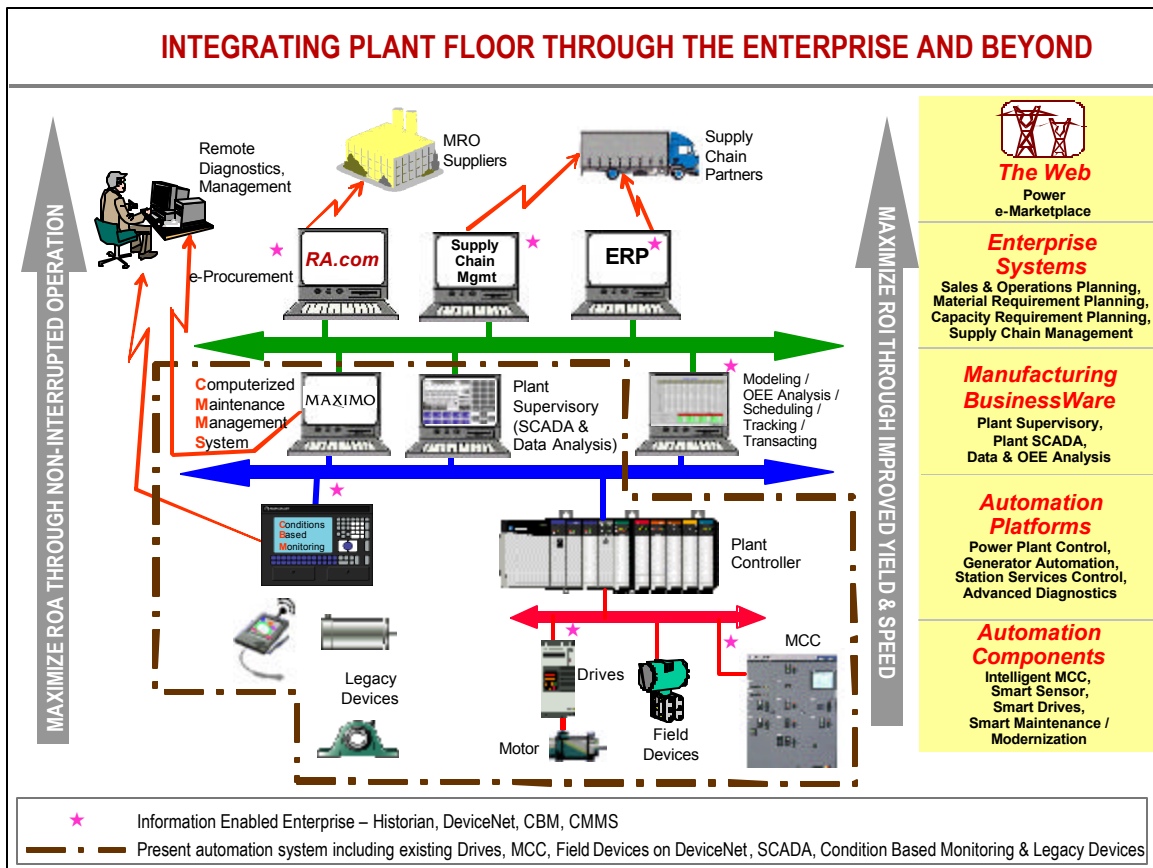 INTEGRATING PLANT FLOOR THROUGH THE ENTERPRISE AND BEYOND
MAXIMIZE ROA THROUGH NON-INTERRUPTED OPERATION
Remote
Diagnostics,
Management
MRO
Suppliers
Supply
Chain
Partners
e-Procurement
RA.com
Supply
Chain
Mgmt
ERP
Computerized
Maintenance
Management
System
MAXIMO
Plant
Supervisory
(SCADA &
Data Analysis)
Modeling /
OEE Analysis /
Scheduling /
Tracking /
Transacting
Conditions
Based
Monitoring
Plant
Controller
Legacy
Devices
Drives
Motor
Field
Devices
MCC
MAXIMIZE ROI THROUGH IMPROVED YIELD & SPEED
The Web
Power
e-Marketplace
Enterprise
Systems
Sales & Operations Planning,
Material Requirement Planning,
Capacity Requirement Planning,
Supply Chain Management
Manufacturing
BusinessWare
Plant Supervisory,
Plant SCADA,
Data & OEE Analysis
Automation
Platforms
Power Plant Control,
Generator Automation,
Station Services Control,
Advanced Diagnostics
Automation
Components
Intelligent MCC,
Smart Sensor,
Smart Drives,
Smart Maintenance /
Modernization
Information Enabled Enterprise – Historian, DeviceNet, CBM, CMMS
Present automation system including existing Drives, MCC, Field Devices on DeviceNet, SCADA, Condition Based Monitoring & Legacy Devices